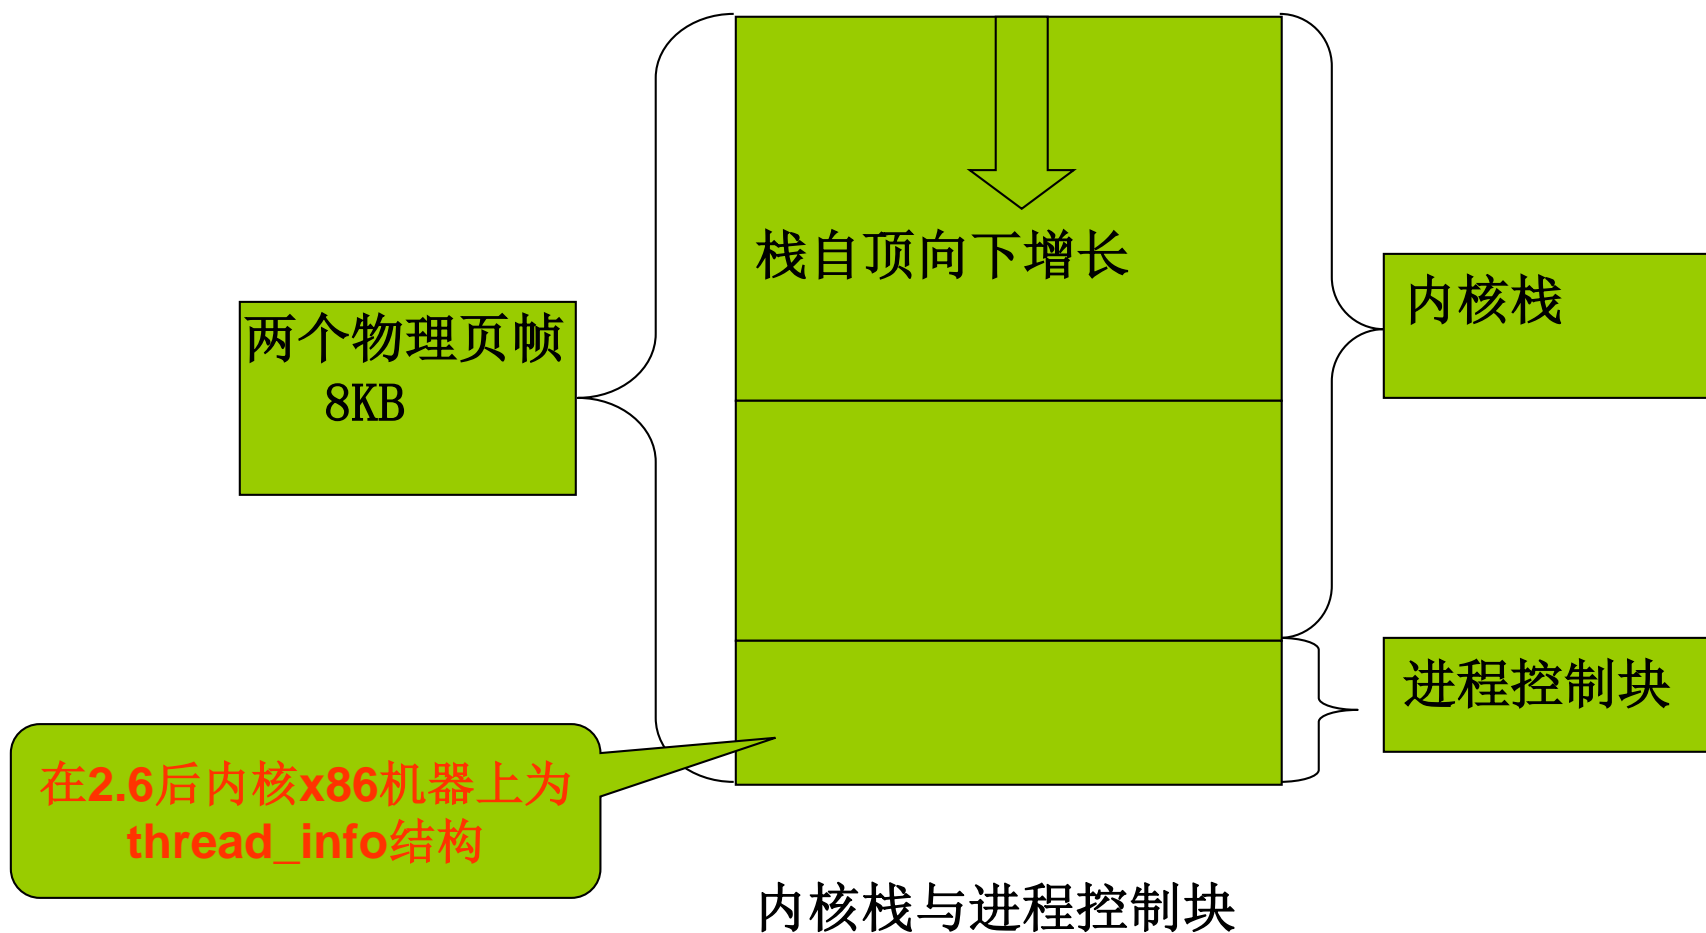 栈自顶向下增长
内核栈
两个物理页帧
8KB
进程控制块
在2.6后内核x86机器上为
thread_info结构
内核栈与进程控制块